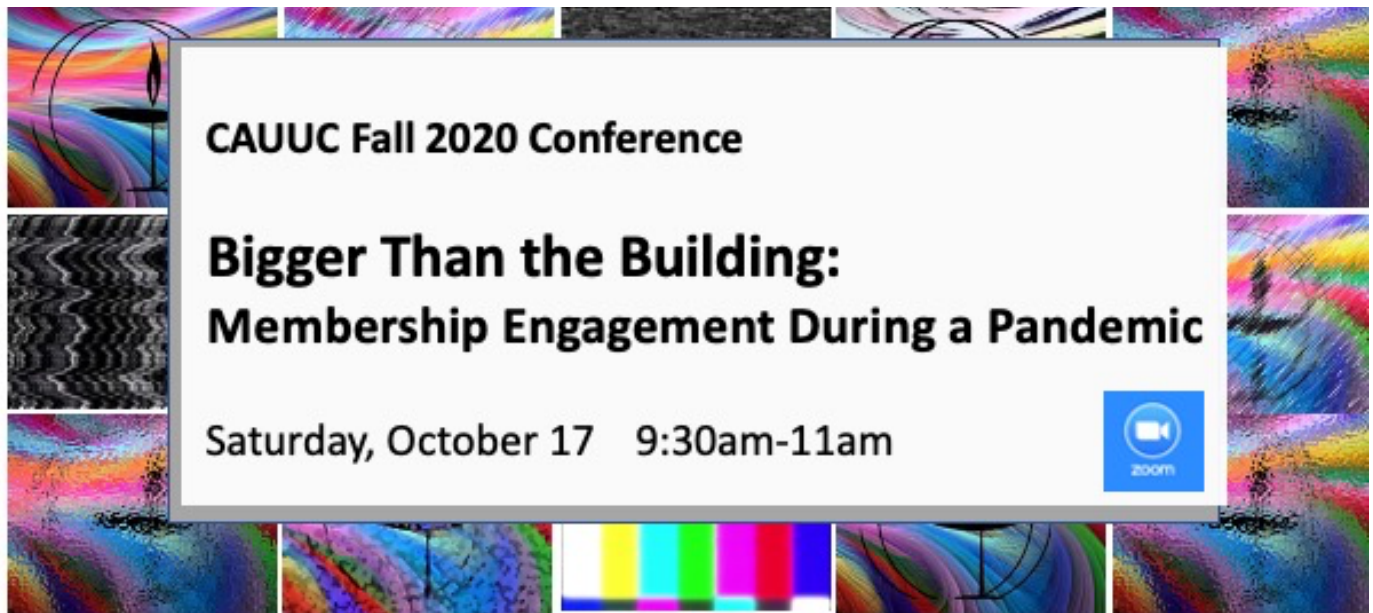 CAUUC Fall 2020 Conference
Bigger Than the Building:
Membership Engagement During a Pandemic
Saturday, October 17 9:30am-11am
zoom